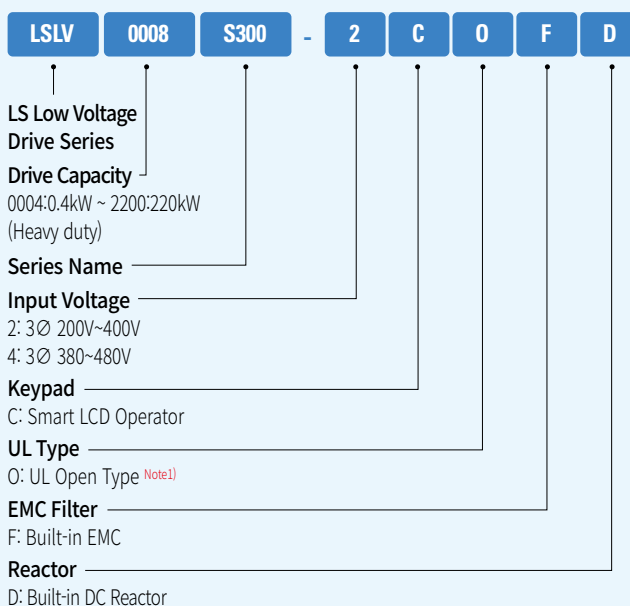 LSLV 0008 S300 - 2 C O F D
LS Low Voltage
Drive Series
Drive Capacity
0004:0.4kW ~ 2200:220kW
(Heavy duty)
Series Name
Input Voltage
2: 3∅ 200V~400V
4: 3∅ 380~480V
Keypad
C: Smart LCD Operator
UL Type
O: UL Open Type Note1)
EMC Filter
F: Built-in EMC
Reactor
D: Built-in DC Reactor